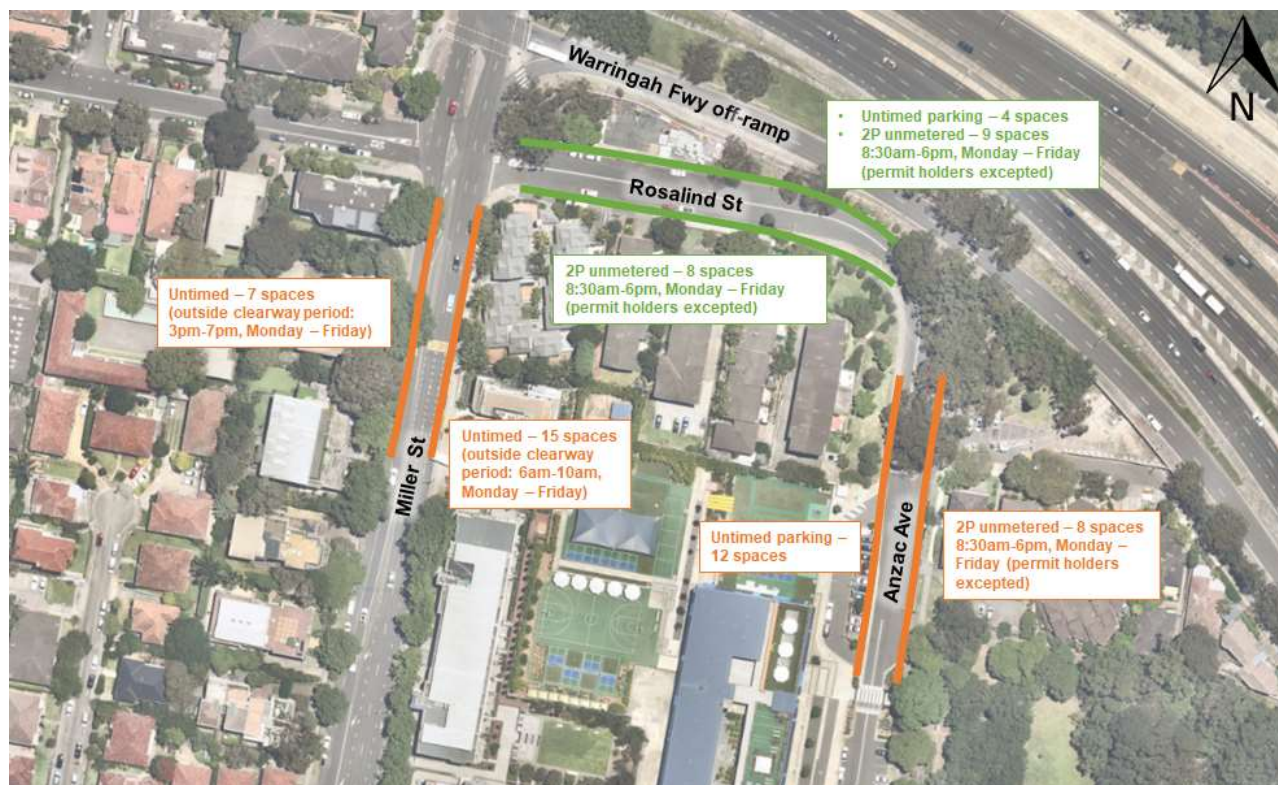 Warringah Fwy off-ramp
N
• Untimed parking – 4 spaces
• 2P unmetered – 9 spaces
8:30am-6pm, Monday – Friday
(permit holders excepted)
Rosalind St
2P unmetered – 8 spaces
8:30am-6pm, Monday – Friday
(permit holders excepted)
Untimed – 7 spaces
(outside clearway period:
3pm-7pm, Monday – Friday)
Miller St
Untimed – 15 spaces
(outside clearway
period: 6am-10am,
Monday – Friday)
Untimed parking –
12 spaces
Anzac Ave
2P unmetered – 8 spaces
8:30am-6pm, Monday –
Friday (permit holders
excepted)